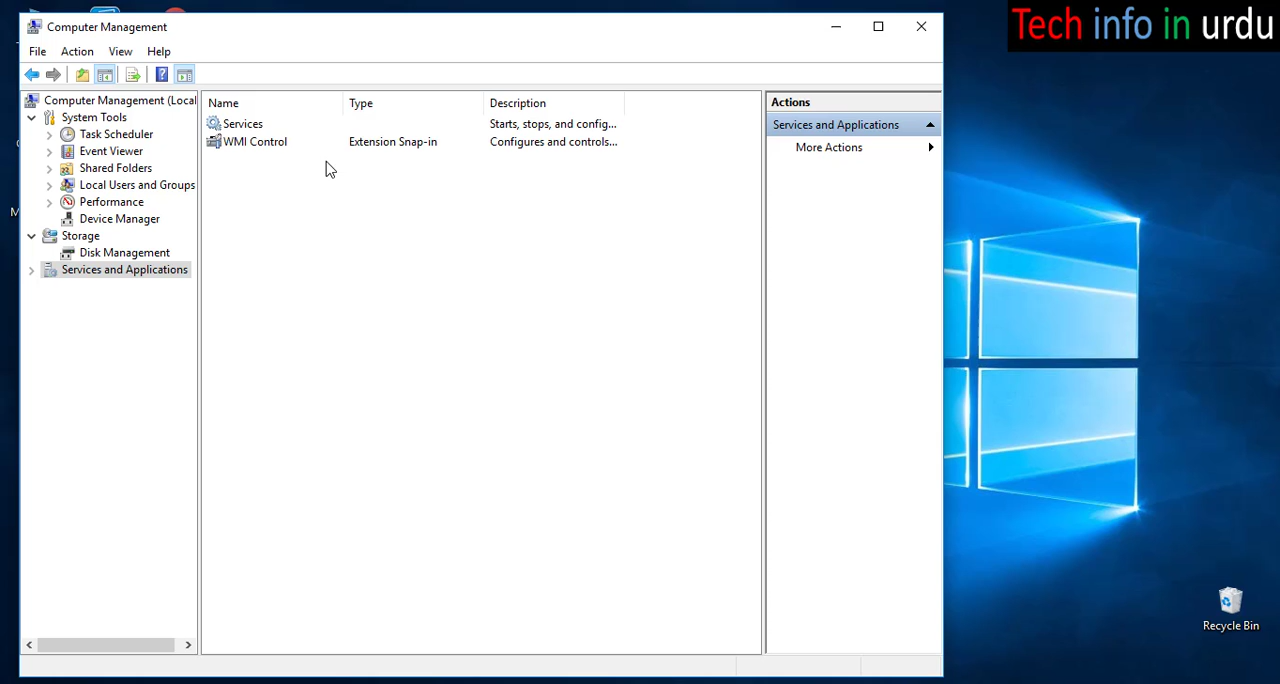 Tech info in urdu
Computer Management
File Action View Help
Computer Management (Local
System Tools
Task Scheduler
Event Viewer
Shared Folders
Local Users and Groups
Performance
Device Manager
Storage
Disk Management
Services and Applications
Name Type Description
Services Starts, stops, and config...
WMI Control Extension Snap-in Configures and controls...
Actions
Services and Applications
More Actions
Recycle Bin